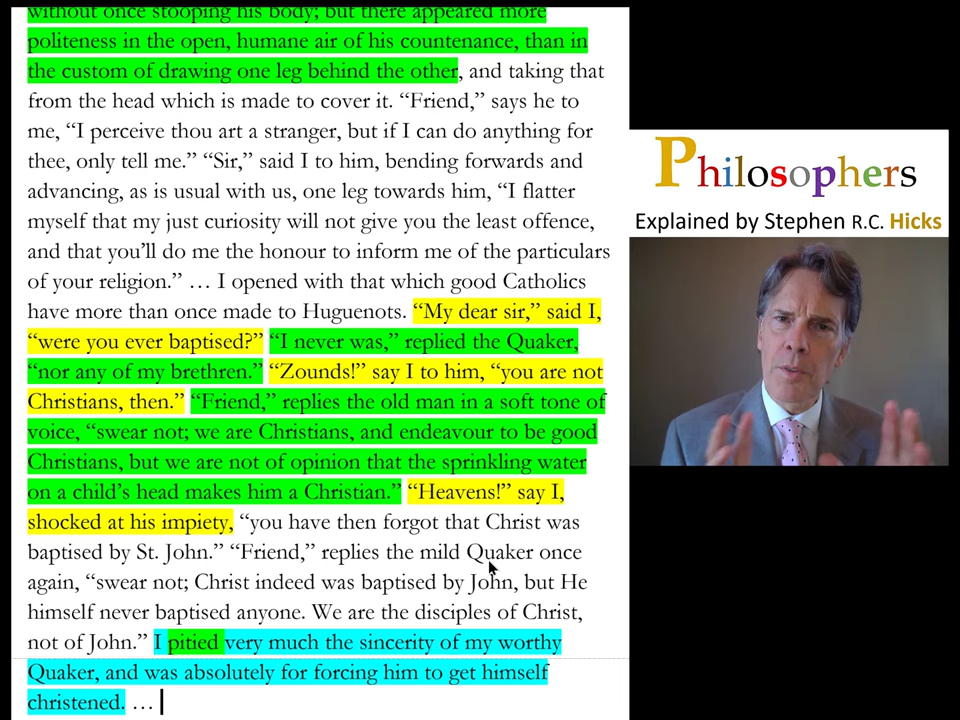 without once stooping his body; but there appeared more
politeness in the open, humane air of his countenance, than in
the custom of drawing one leg behind the other, and taking that
from the head which is made to cover it. “Friend,” says he to
me, “I perceive thou art a stranger, but if I can do anything for
thee, only tell me.” “Sir,” said I to him, bending forwards and
advancing, as is usual with us, one leg towards him, “I flatter
myself that my just curiosity will not give you the least offence,
and that you’ll do me the honour to inform me of the particulars
of your religion.” … I opened with that which good Catholics
have more than once made to Huguenots. “My dear sir,” said I,
“were you ever baptised?” “I never was,” replied the Quaker,
“nor any of my brethren.” “Zounds!” say I to him, “you are not
Christians, then.” “Friend,” replies the old man in a soft tone of
voice, “swear not; we are Christians, and endeavour to be good
Christians, but we are not of opinion that the sprinkling water
on a child’s head makes him a Christian.” “Heavens!” say I,
shocked at his impiety, “you have then forgot that Christ was
baptised by St. John.” “Friend,” replies the mild Quaker once
again, “swear not; Christ indeed was baptised by John, but He
himself never baptised anyone. We are the disciples of Christ,
not of John.” I pitied very much the sincerity of my worthy
Quaker, and was absolutely for forcing him to get himself
christened. …
Philosophers
Explained by Stephen R.C. Hicks